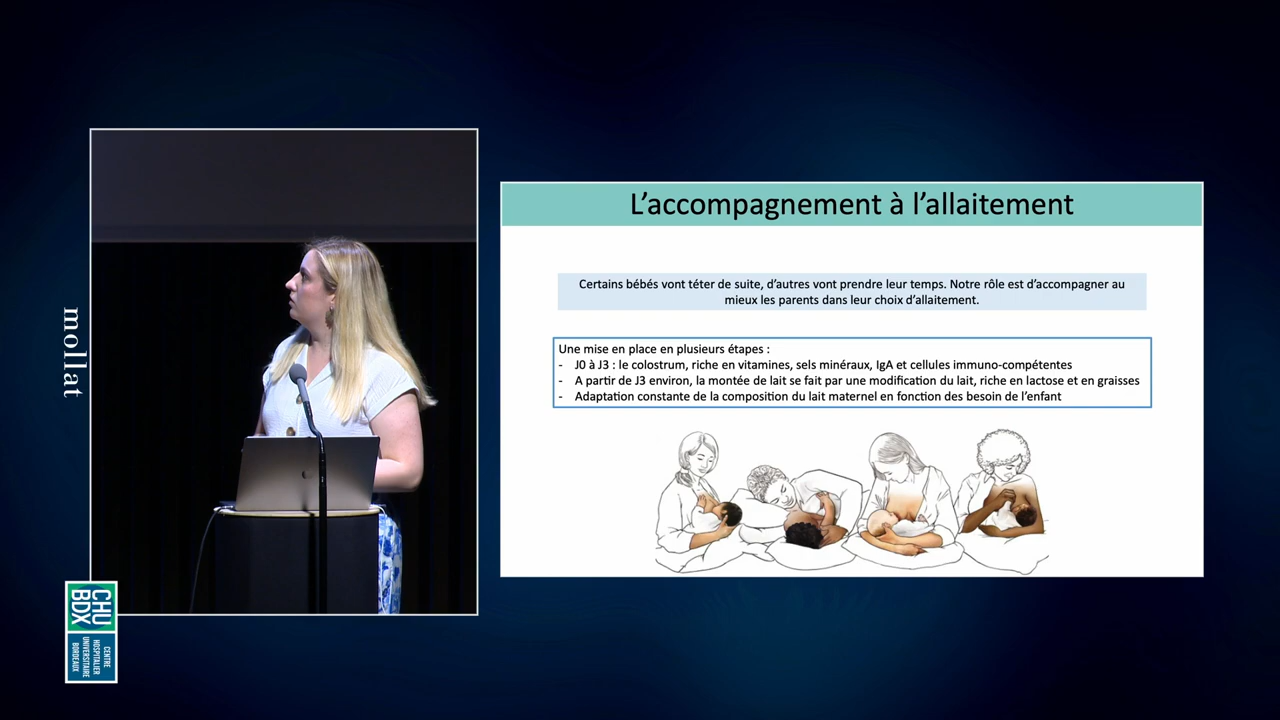 mollat
CHU
BDX
CENTRE
HOSPITALIER
UNIVERSITAIRE
BORDEAUX
L'accompagnement à l'allaitement
Certains bébés vont téter de suite, d'autres vont prendre leur temps. Notre rôle est d'accompagner au
mieux les parents dans leur choix d'allaitement.
Une mise en place en plusieurs étapes :
- J0 à J3 : le colostrum, riche en vitamines, sels minéraux, IgA et cellules immuno-compétentes
- A partir de J3 environ, la montée de lait se fait par une modification du lait, riche en lactose et en graisses
- Adaptation constante de la composition du lait maternel en fonction des besoin de l'enfant